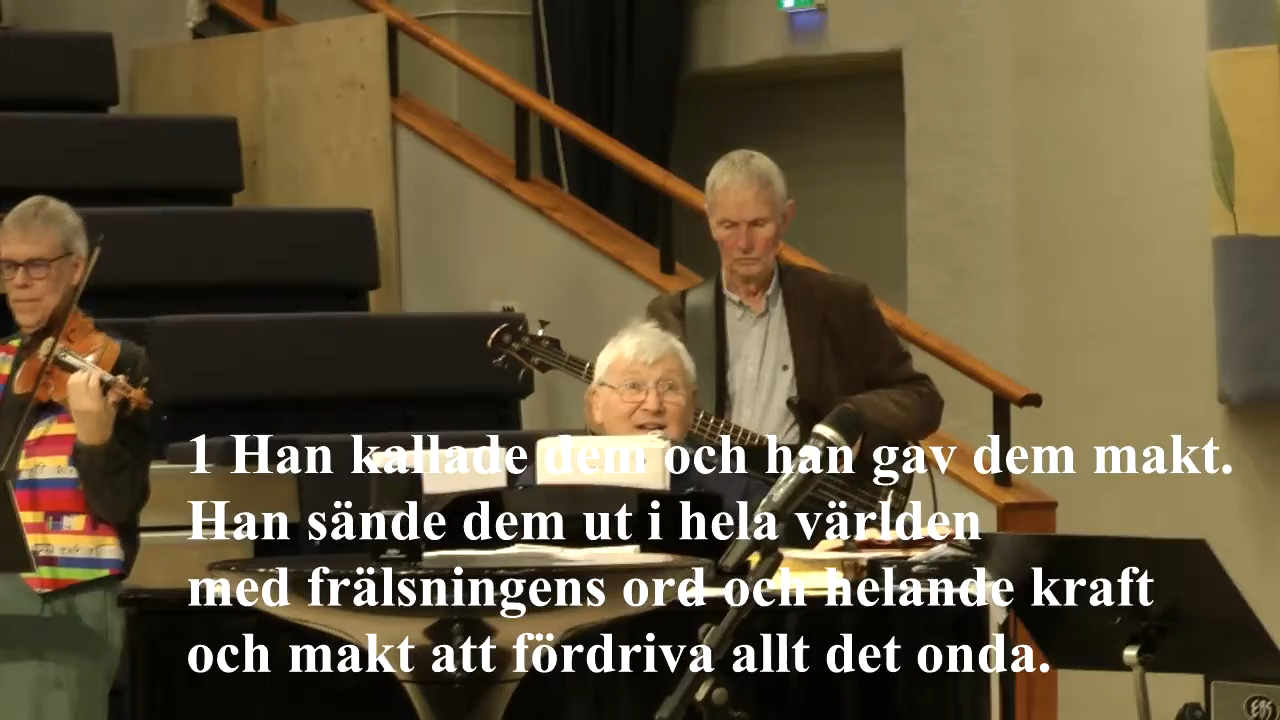 1 Han kallade dem och han gav dem makt.
Han sände dem ut i hela världen
med frälsningens ord och helande kraft
och makt att fördriva allt det onda.
EBS